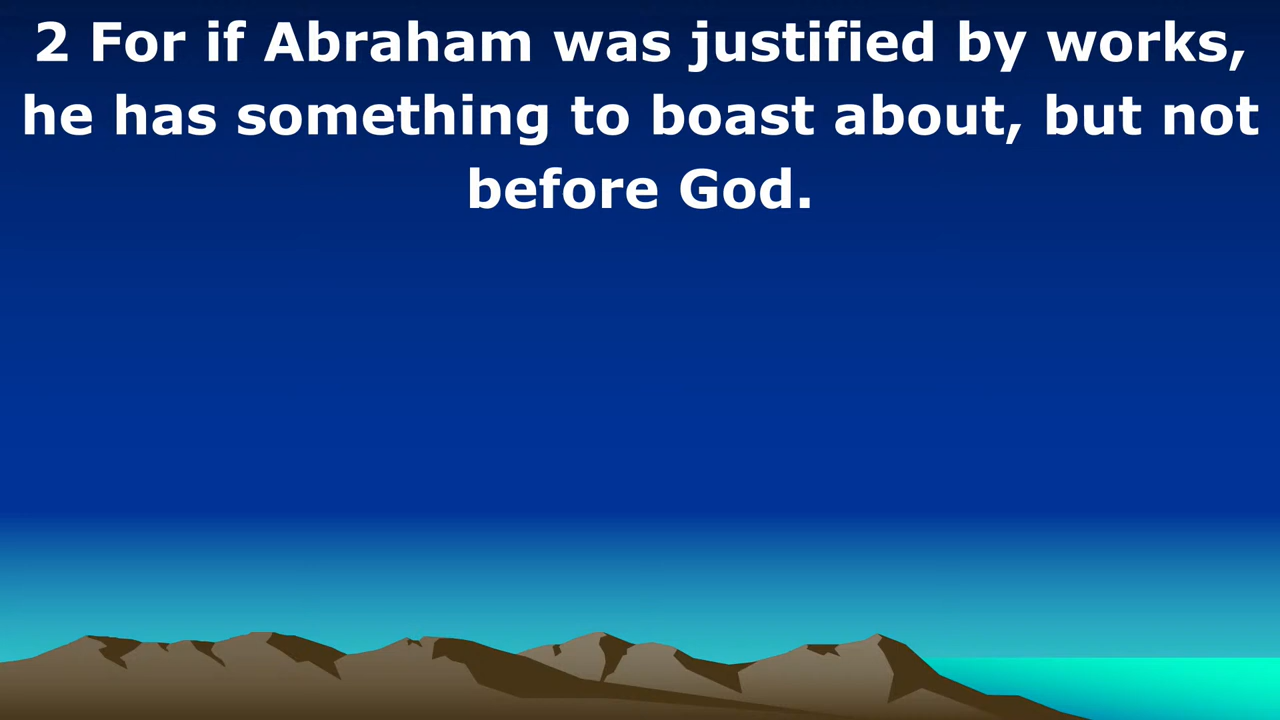 2 For if Abraham was justified by works,
he has something to boast about, but not
before God.